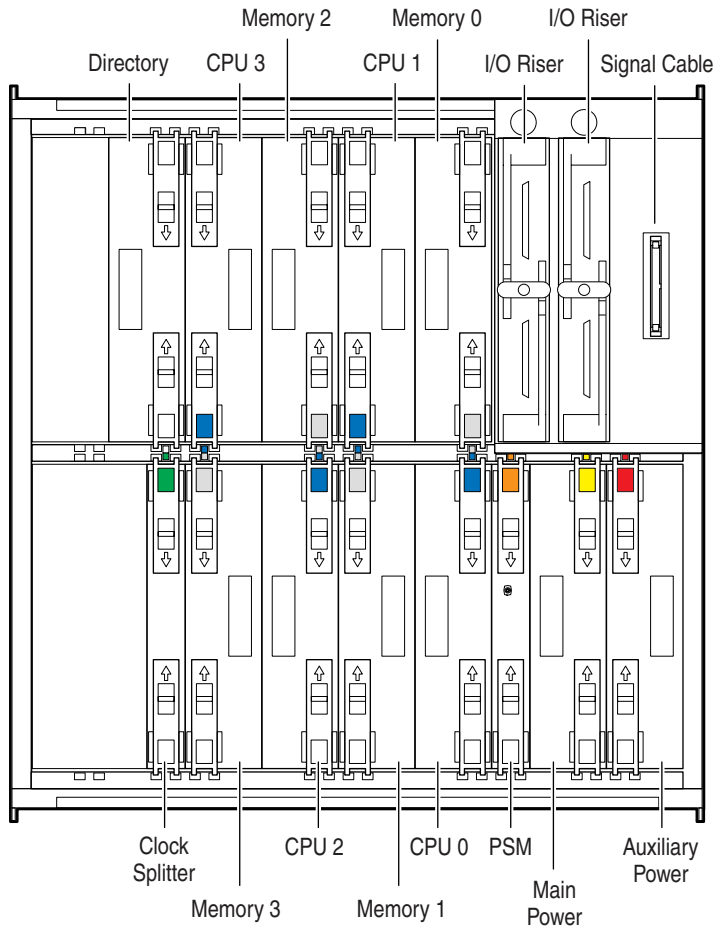 Memory 2
Memory 0
I/O Riser
Directory
CPU 3
CPU 1
I/O Riser
Signal Cable
Clock
Splitter
CPU 2
CPU 0
PSM
Auxiliary
Power
Memory 3
Memory 1
Main
Power